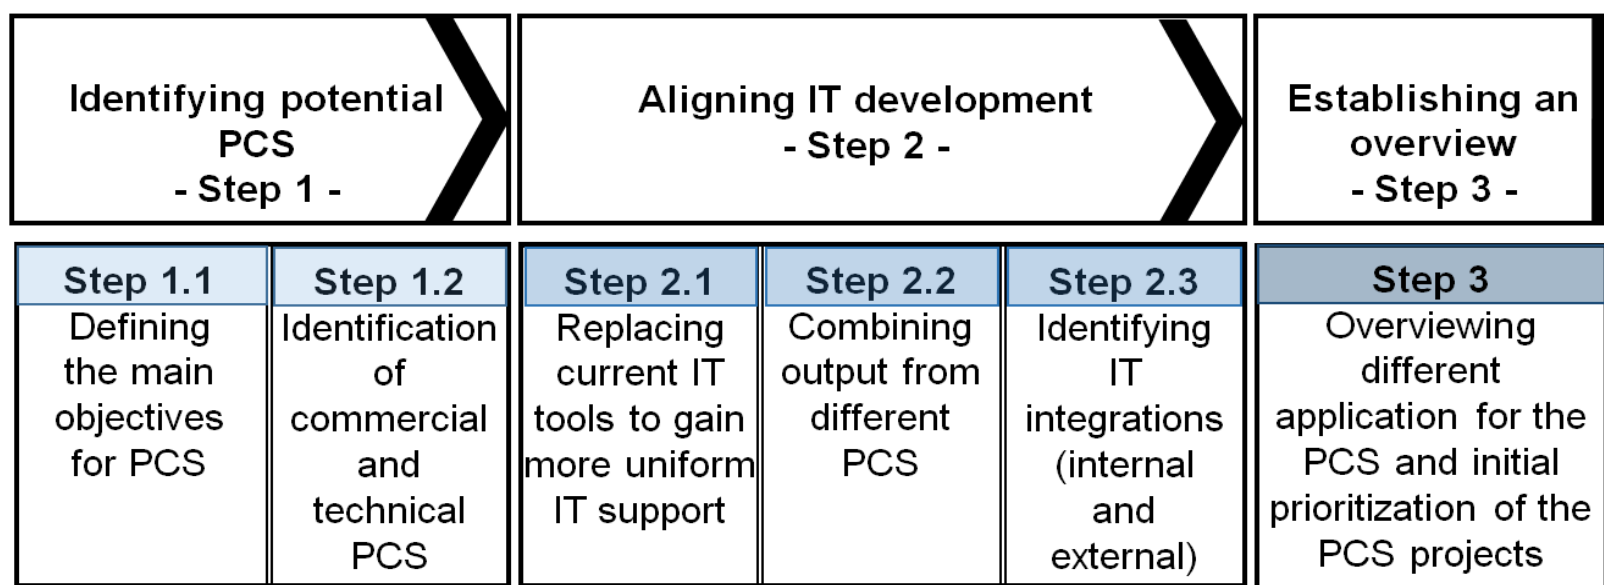 Identifying potential
PCS
- Step 1 -
Aligning IT development
- Step 2 -
Establishing an
overview
- Step 3 -
Step 1.1
Defining
the main
objectives
for PCS
Step 1.2
Identification
of
commercial
and
technical
PCS
Step 2.1
Replacing
current IT
tools to gain
more uniform
IT support
Step 2.2
Combining
output from
different
PCS
Step 2.3
Identifying
IT
integrations
(internal
and
external)
Step 3
Overviewing
different
application for the
PCS and initial
prioritization of the
PCS projects